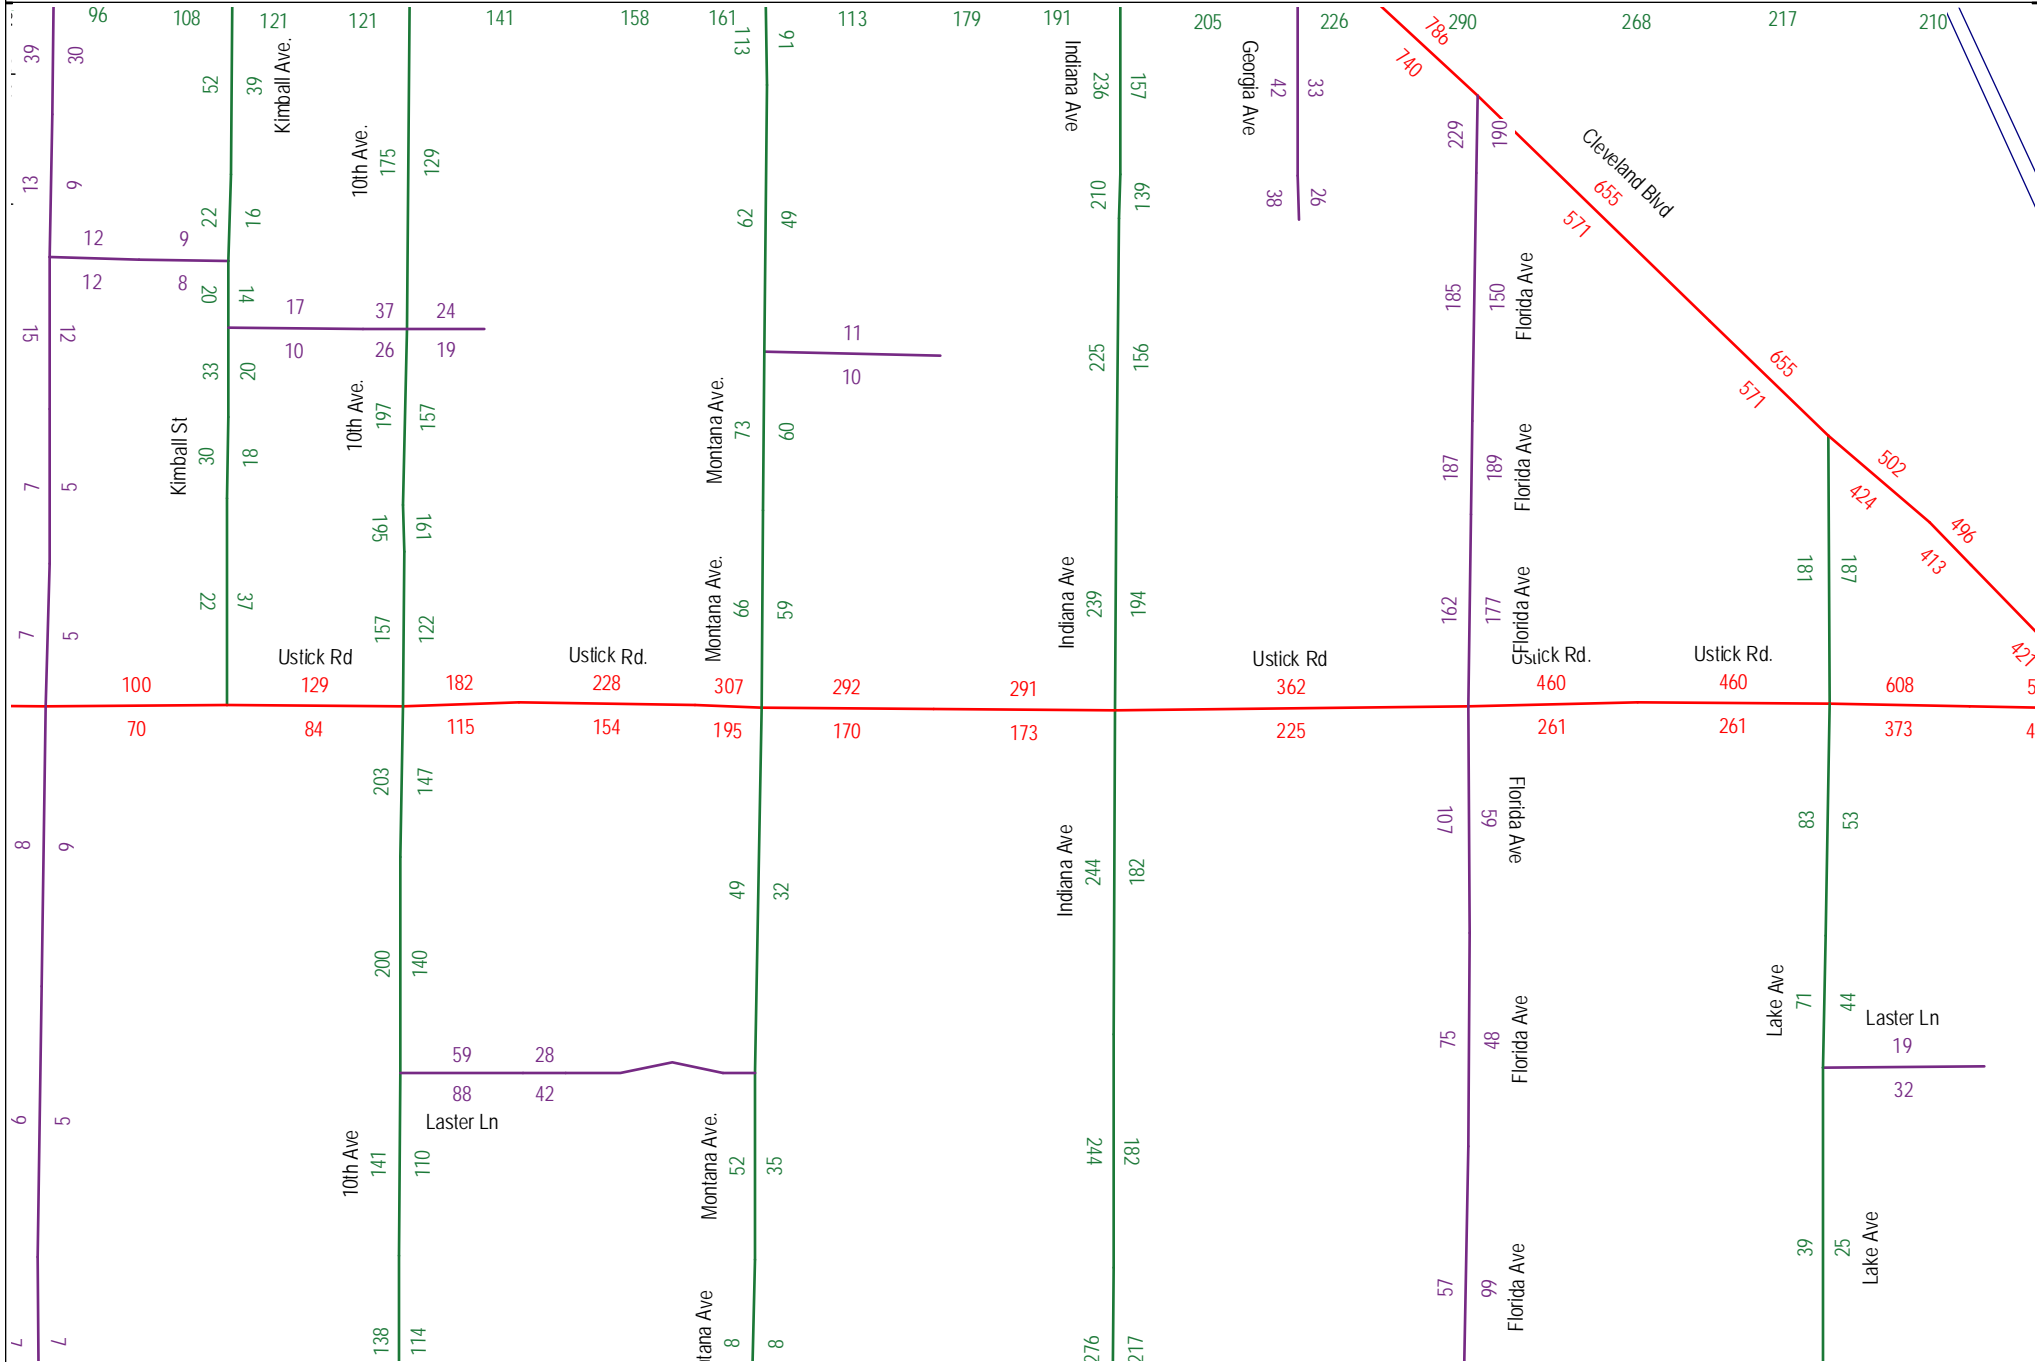 96 108 121 121 141 158 161 113 179 191 205 226 290 268 217 210
39 30
52 39 Kimball Ave.
113 91
Indiana Ave 236 157
Georgia Ave 42 33
786
740
10th Ave. 175 129
229 190
Cleveland Blvd
13 9
22 16
62 49
210 139
38 26
655
571
12 9
12 8
20 14
17 37 24
10 26 19
15 12
33 20
11
10
225 156
185 150 Florida Ave
655
571
10th Ave. 197 157
Montana Ave. 73 60
Kimball St 30 18
7 5
187 189 Florida Ave
502
424
195 161
496
413
22 37
157 122
Montana Ave. 66 59
Indiana Ave 239 194
162 177 Florida Ave
181 187
7 5
421
Ustick Rd Ustick Rd. Ustick Rd Ustick Rd. Ustick Rd.
100 129 182 228 307 292 291 362 460 460 608 5
70 84 115 154 195 170 173 225 261 261 373 4
203 147
107 59 Florida Ave
83 53
8 9
49 32
Indiana Ave 244 182
200 140
Lake Ave 71 44
Laster Ln
19
32
75 48 Florida Ave
59 28
88 42
Laster Ln
6 5
10th Ave 141 110
Montana Ave. 52 35
244 182
39 25 Lake Ave
57 66 Florida Ave
7 7
138 114
tana Ave 8 8
276 217